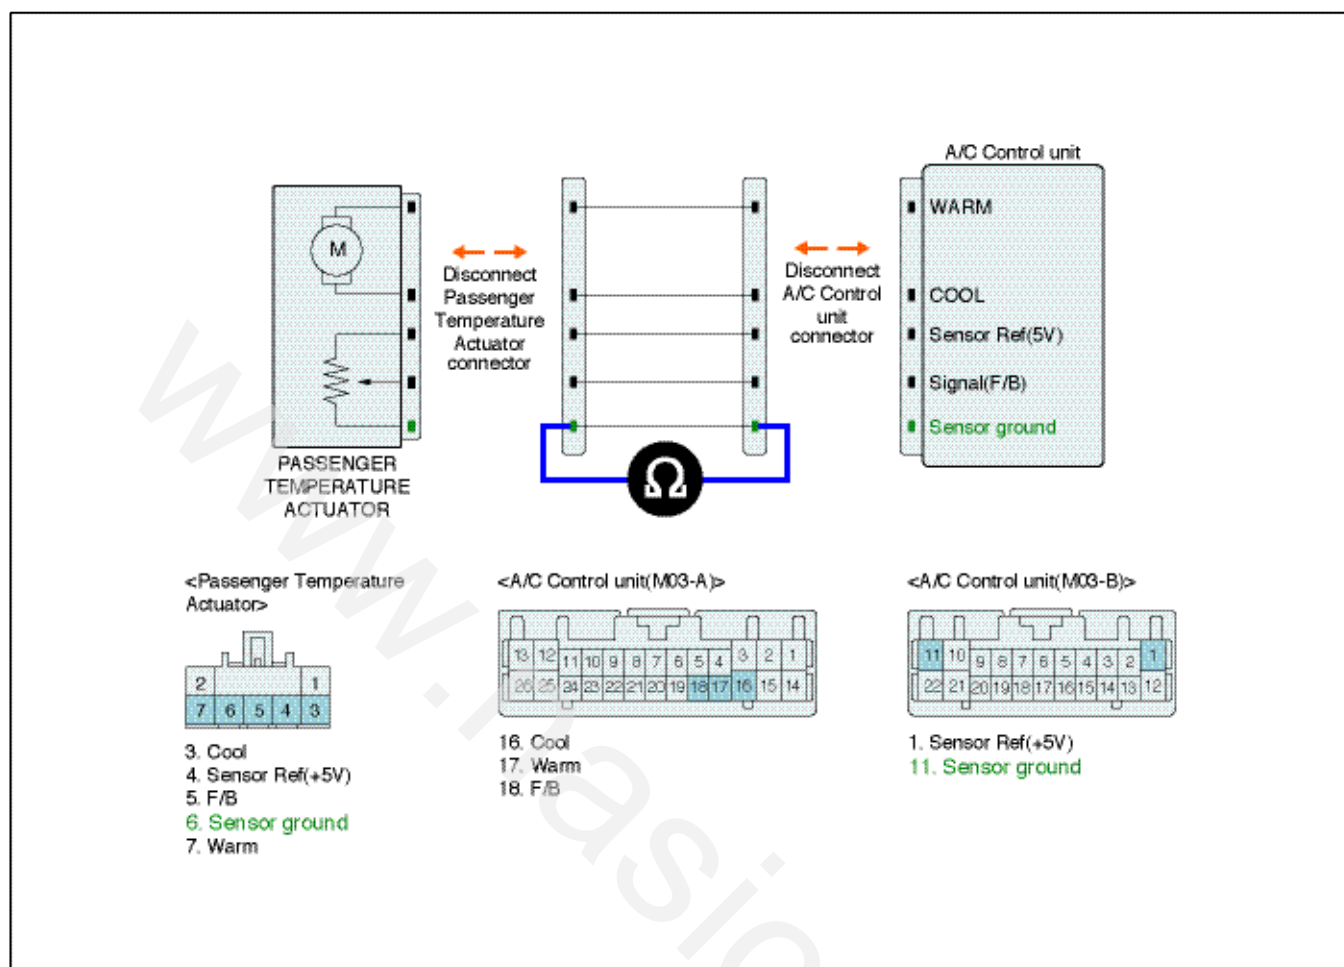 A/C Control unit
WARM
M
Disconnect
Passenger
Temperature
Actuator
connector
Disconnect
A/C Control
unit
connector
COOL
Sensor Ref(5V)
Signal(F/B)
Sensor ground
PASSENGER
TEMPERATURE
ACTUATOR
Ω
<Passenger Temperature
Actuator>
2 1
7 6 5 4 3
3. Cool
4. Sensor Ref(+5V)
5. F/B
6. Sensor ground
7. Warm
<A/C Control unit(M03-A)>
13 12 11 10 9 8 7 6 5 4 3 2 1
26 25 24 23 22 21 20 19 18 17 16 15 14
16. Cool
17. Warm
18. F/B
<A/C Control unit(M03-B)>
11 10 9 8 7 6 5 4 3 2 1
22 21 20 19 18 17 16 15 14 13 12
1. Sensor Ref(+5V)
11. Sensor ground